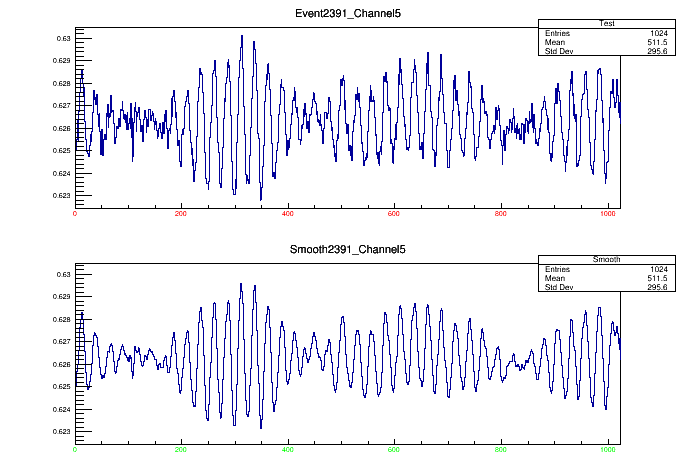 Event2391_Channel5
Test
Entries 1024
Mean 511.5
Std Dev 295.6
0.63
0.629
0.628
0.627
0.626
0.625
0.624
0.623
0 200 400 600 800 1000
Smooth2391_Channel5
Smooth
Entries 1024
Mean 511.5
Std Dev 295.6
0.63
0.629
0.628
0.627
0.626
0.625
0.624
0.623
0 200 400 600 800 1000